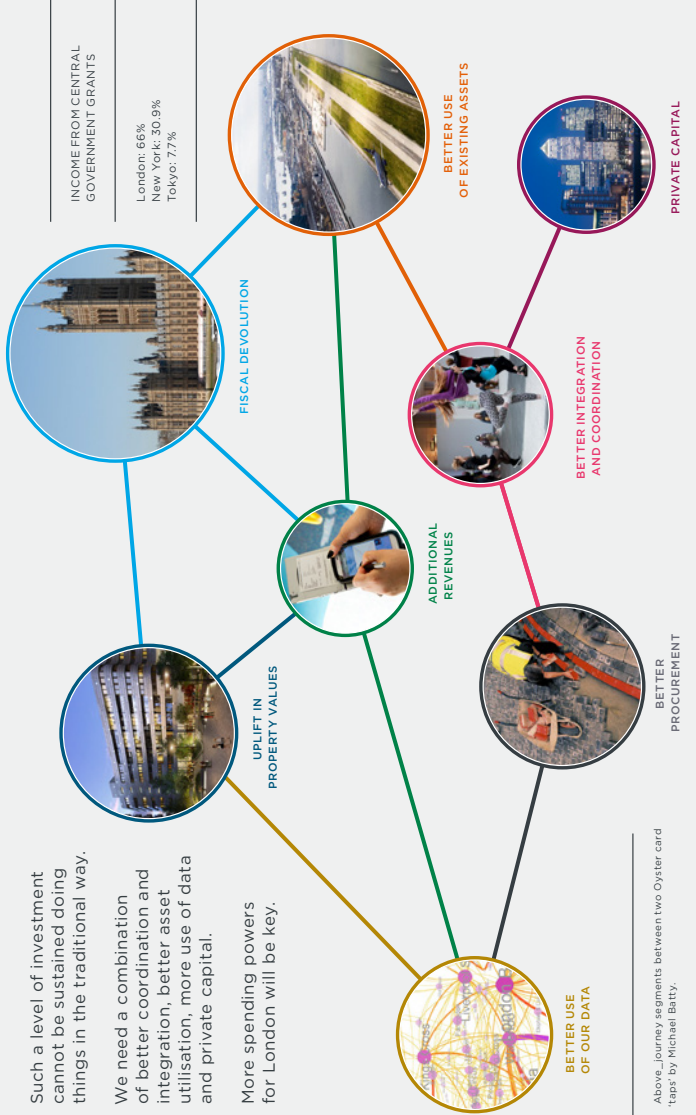 Such a level of investment
cannot be sustained doing
things in the traditional way.
We need a combination
of better coordination and
integration, better asset
utilisation, more use of data
and private capital.
More spending powers
for London will be key.
INCOME FROM CENTRAL
GOVERNMENT GRANTS
London: 66%
New York: 30.9%
Tokyo: 7.7%
FISCAL DEVOLUTION
UPLIFT IN
PROPERTY VALUES
BETTER USE
OF EXISTING ASSETS
ADDITIONAL
REVENUES
BETTER INTEGRATION
AND COORDINATION
PRIVATE CAPITAL
BETTER USE
OF OUR DATA
BETTER
PROCUREMENT
Above_journey segments between two Oyster card
‘taps’ by Michael Batty.